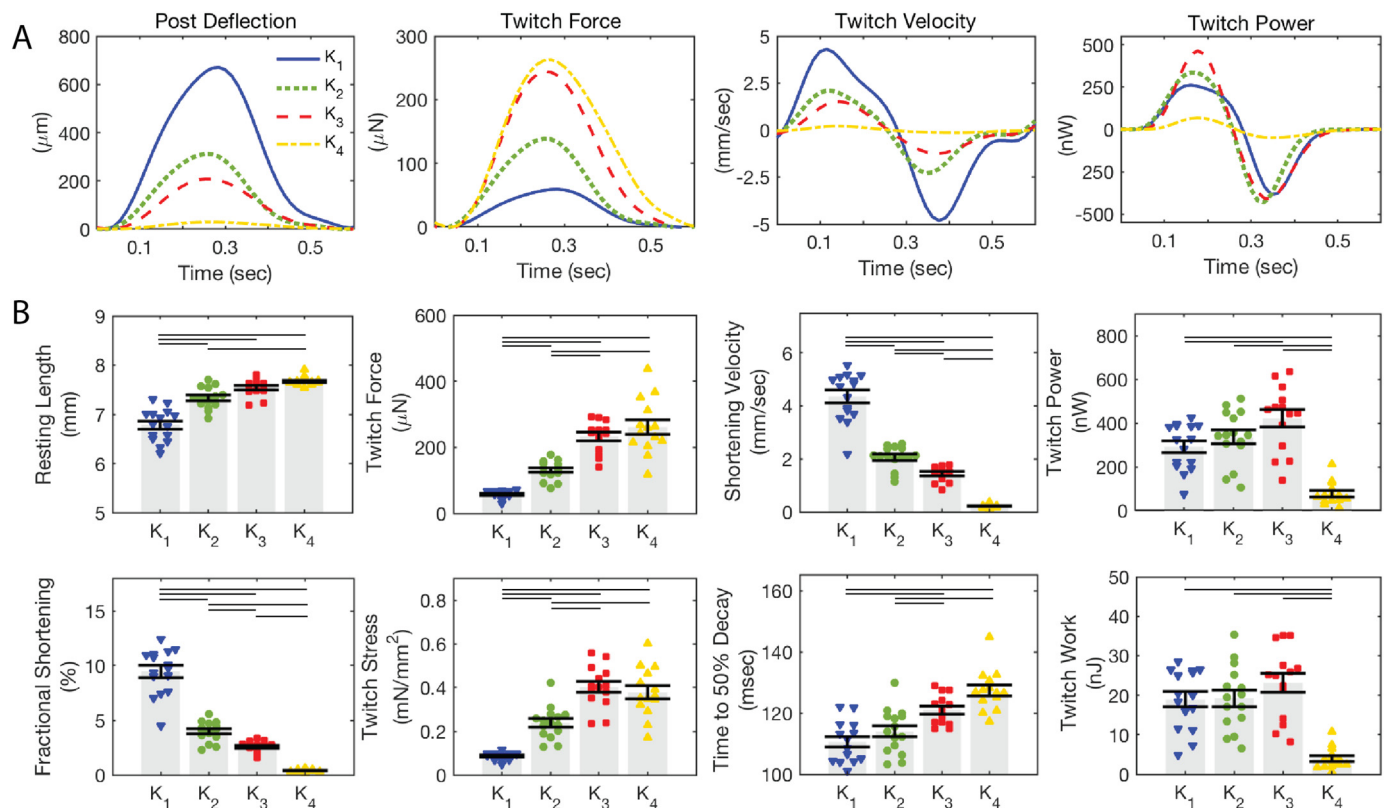 A
Post Deflection
Twitch Force
Twitch Velocity
Twitch Power
800
600
400
200
0
(μm)
0.1
0.3
0.5
Time (sec)
K1
K2
K3
K4
300
200
100
0
(μN)
0.1
0.3
0.5
Time (sec)
5
2.5
0
-2.5
-5
(mm/sec)
0.1
0.3
0.5
Time (sec)
500
250
0
-250
-500
(nW)
0.1
0.3
0.5
Time (sec)
B
Resting Length
(mm)
9
8
7
6
5
K1 K2 K3 K4
Twitch Force
(μN)
600
400
200
0
K1 K2 K3 K4
Shortening Velocity
(mm/sec)
6
4
2
0
K1 K2 K3 K4
Twitch Power
(nW)
800
600
400
200
0
K1 K2 K3 K4
Fractional Shortening
(%)
15
10
5
0
K1 K2 K3 K4
Twitch Stress
(mN/mm²)
0.8
0.6
0.4
0.2
0
K1 K2 K3 K4
Time to 50% Decay
(msec)
160
140
120
100
K1 K2 K3 K4
Twitch Work
(nJ)
50
40
30
20
10
0
K1 K2 K3 K4